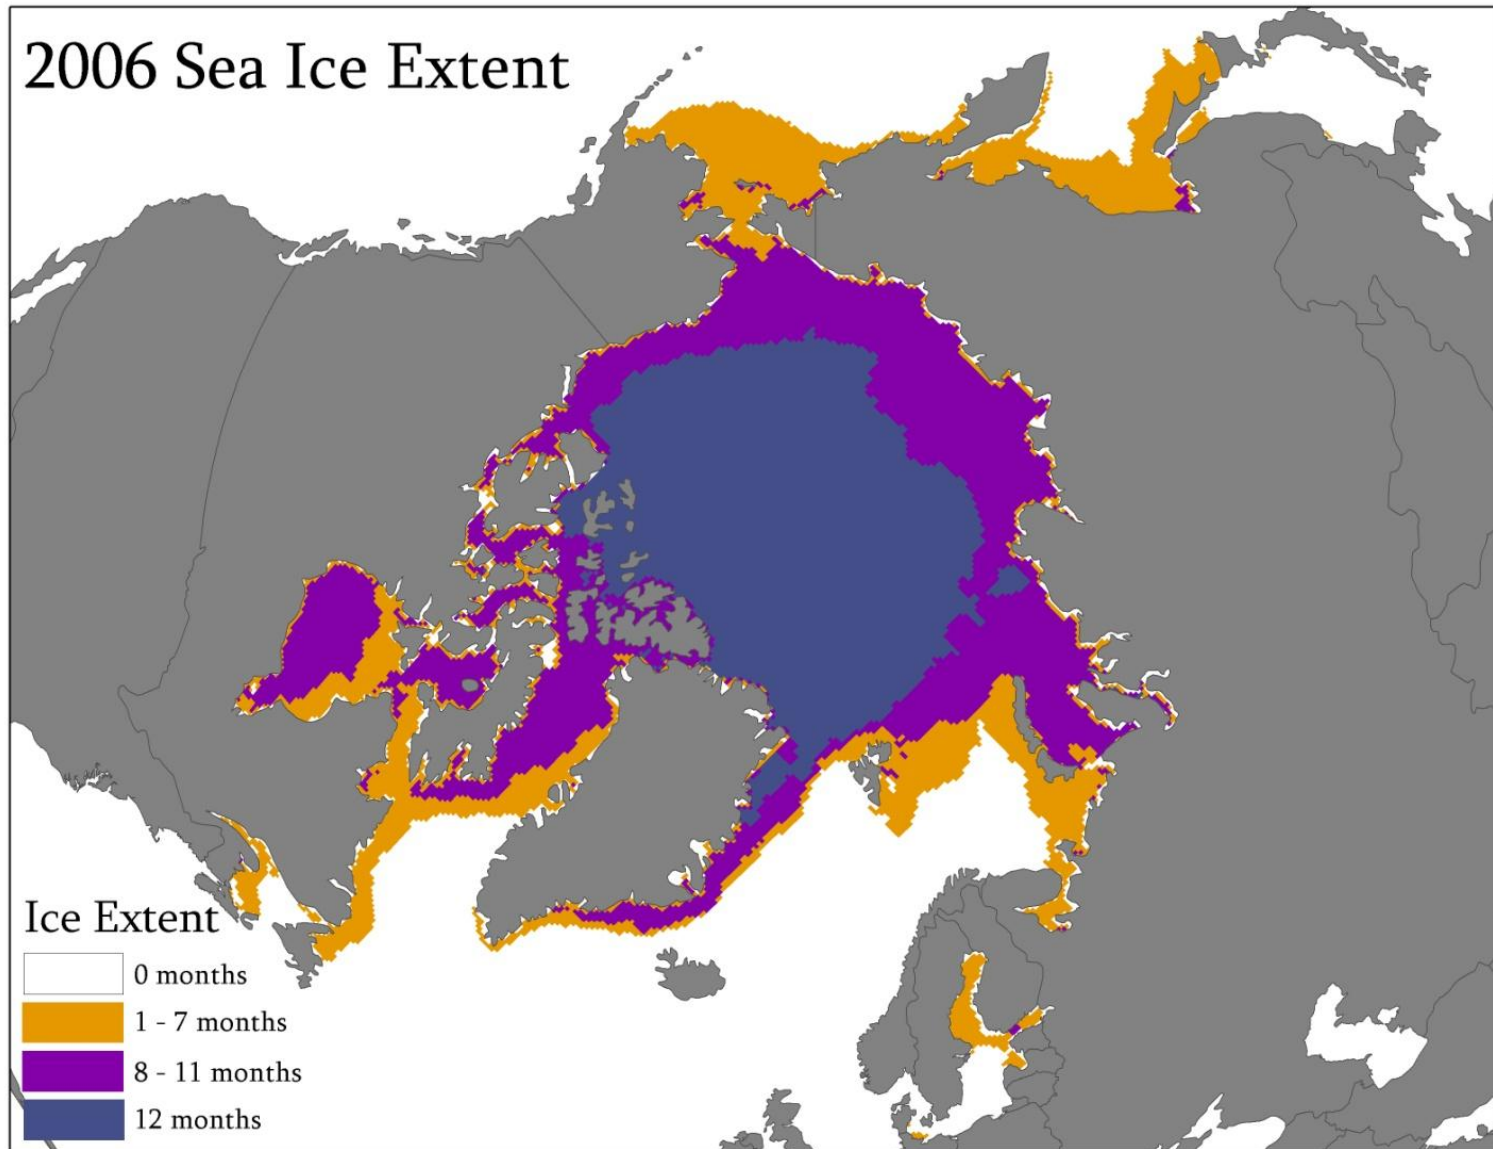 2006 Sea Ice Extent
Ice Extent
0 months
1 - 7 months
8 - 11 months
12 months